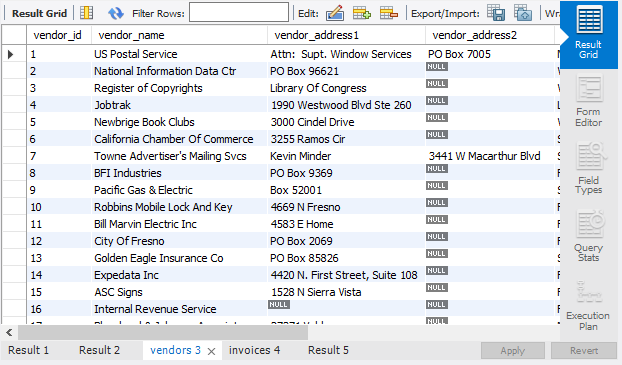 Result Grid Filter Rows: Edit: Export/Import: Wra
vendor_id vendor_name vendor_address1 vendor_address2
1 US Postal Service Attn: Supt. Window Services PO Box 7005
2 National Information Data Ctr PO Box 96621 NULL
3 Register of Copyrights Library Of Congress NULL
4 Jobtrak 1990 Westwood Blvd Ste 260 NULL
5 Newbrige Book Clubs 3000 Cindel Drive NULL
6 California Chamber Of Commerce 3255 Ramos Cir NULL
7 Towne Advertiser's Mailing Svcs Kevin Minder 3441 W Macarthur Blvd
8 BFI Industries PO Box 9369 NULL
9 Pacific Gas & Electric Box 52001 NULL
10 Robbins Mobile Lock And Key 4669 N Fresno NULL
11 Bill Marvin Electric Inc 4583 E Home NULL
12 City Of Fresno PO Box 2069 NULL
13 Golden Eagle Insurance Co PO Box 85826 NULL
14 Expedata Inc 4420 N. First Street, Suite 108 NULL
15 ASC Signs 1528 N Sierra Vista NULL
16 Internal Revenue Service NULL NULL
Result
Grid
Form
Editor
Field
Types
Query
Stats
Execution
Plan
Result 1 Result 2 vendors 3 invoices 4 Result 5 Apply Revert